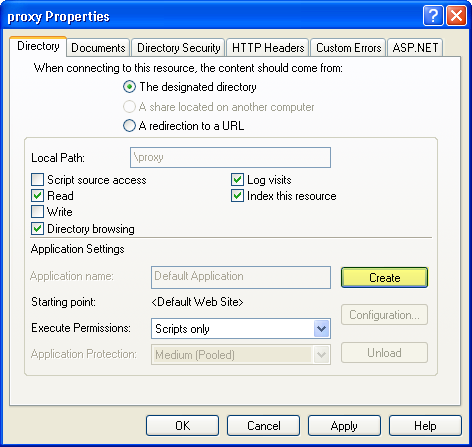 proxy Properties
Directory Documents Directory Security HTTP Headers Custom Errors ASP.NET
When connecting to this resource, the content should come from:
The designated directory
A share located on another computer
A redirection to a URL
Local Path: \proxy
Script source access Log visits
Read Index this resource
Write
Directory browsing
Application Settings
Application name: Default Application Create
Starting point: <Default Web Site>
Configuration...
Execute Permissions: Scripts only
Application Protection: Medium (Pooled) Unload
OK Cancel Apply Help